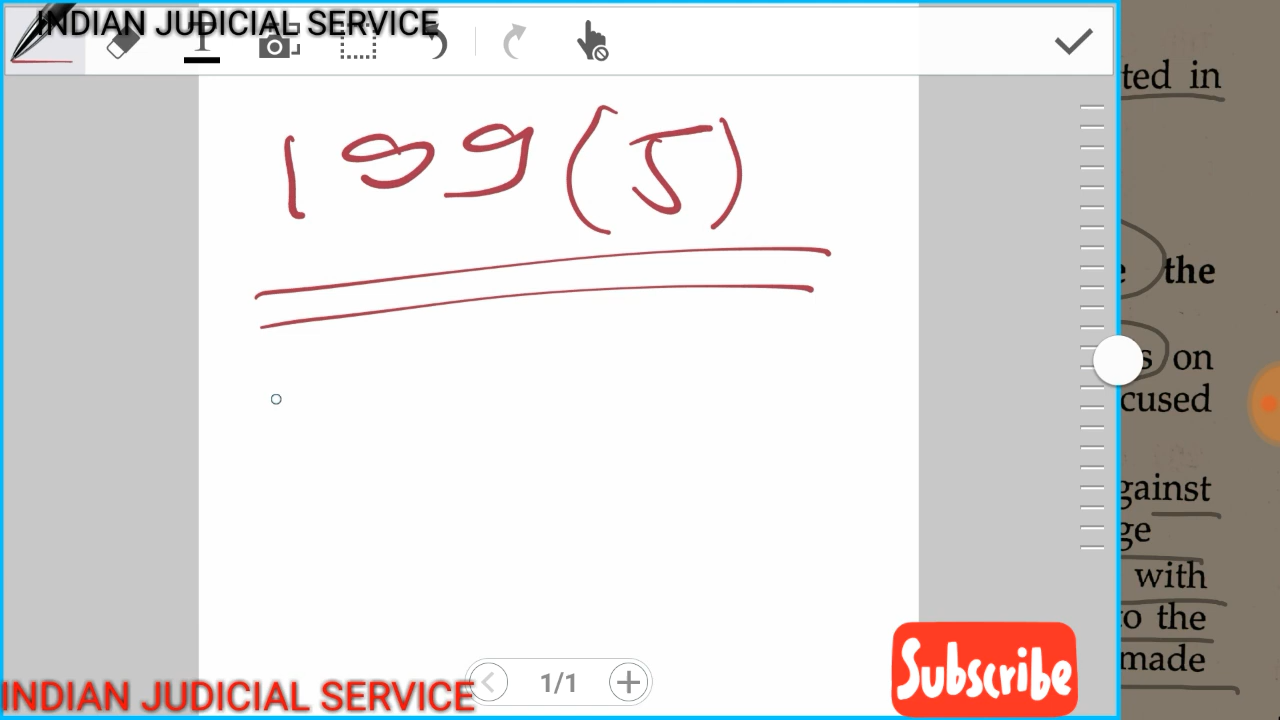 INDIAN JUDICIAL SERVICE
T
199(5)
ted in
the
s on
cused
gainst
ge
with
o the
made
1/1
Subscribe
INDIAN JUDICIAL SERVICE